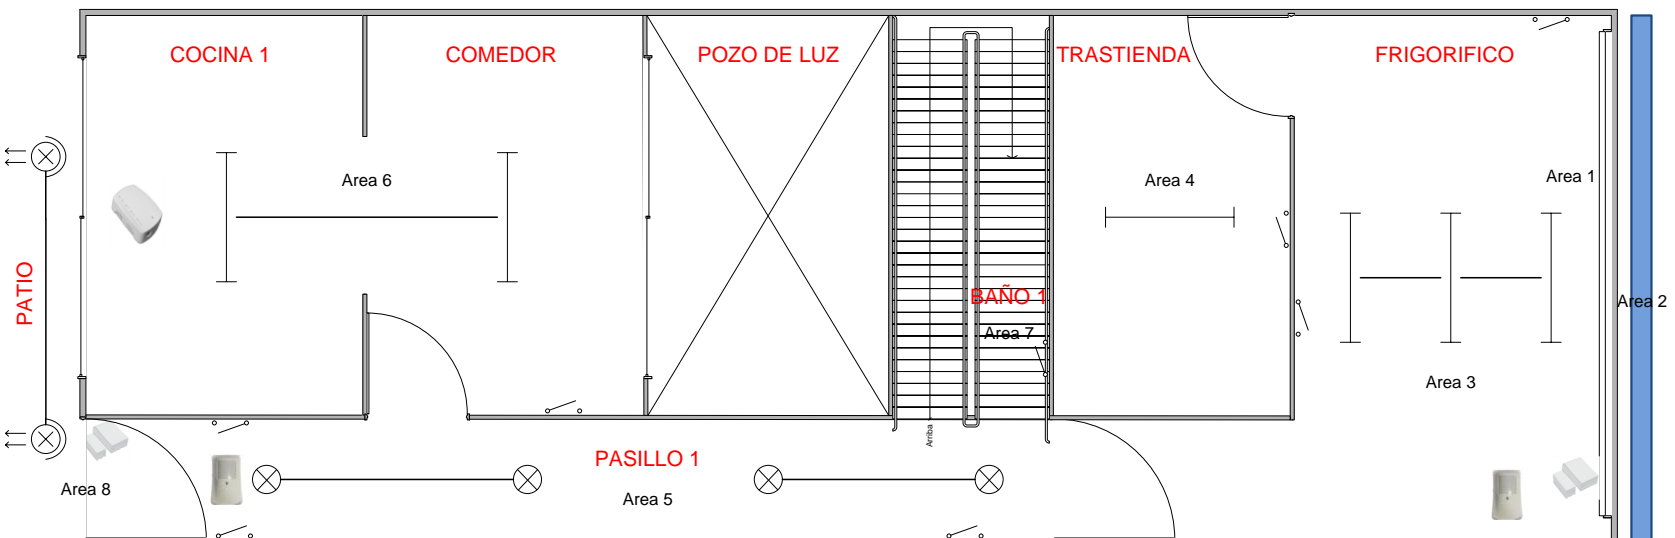 COCINA 1
COMEDOR
POZO DE LUZ
TRASTIENDA
FRIGORIFICO
Area 6
Area 4
Area 1
PATIO
BAÑO 1
Area 2
Area 7
Area 3
Arriba
PASILLO 1
Area 8
Area 5